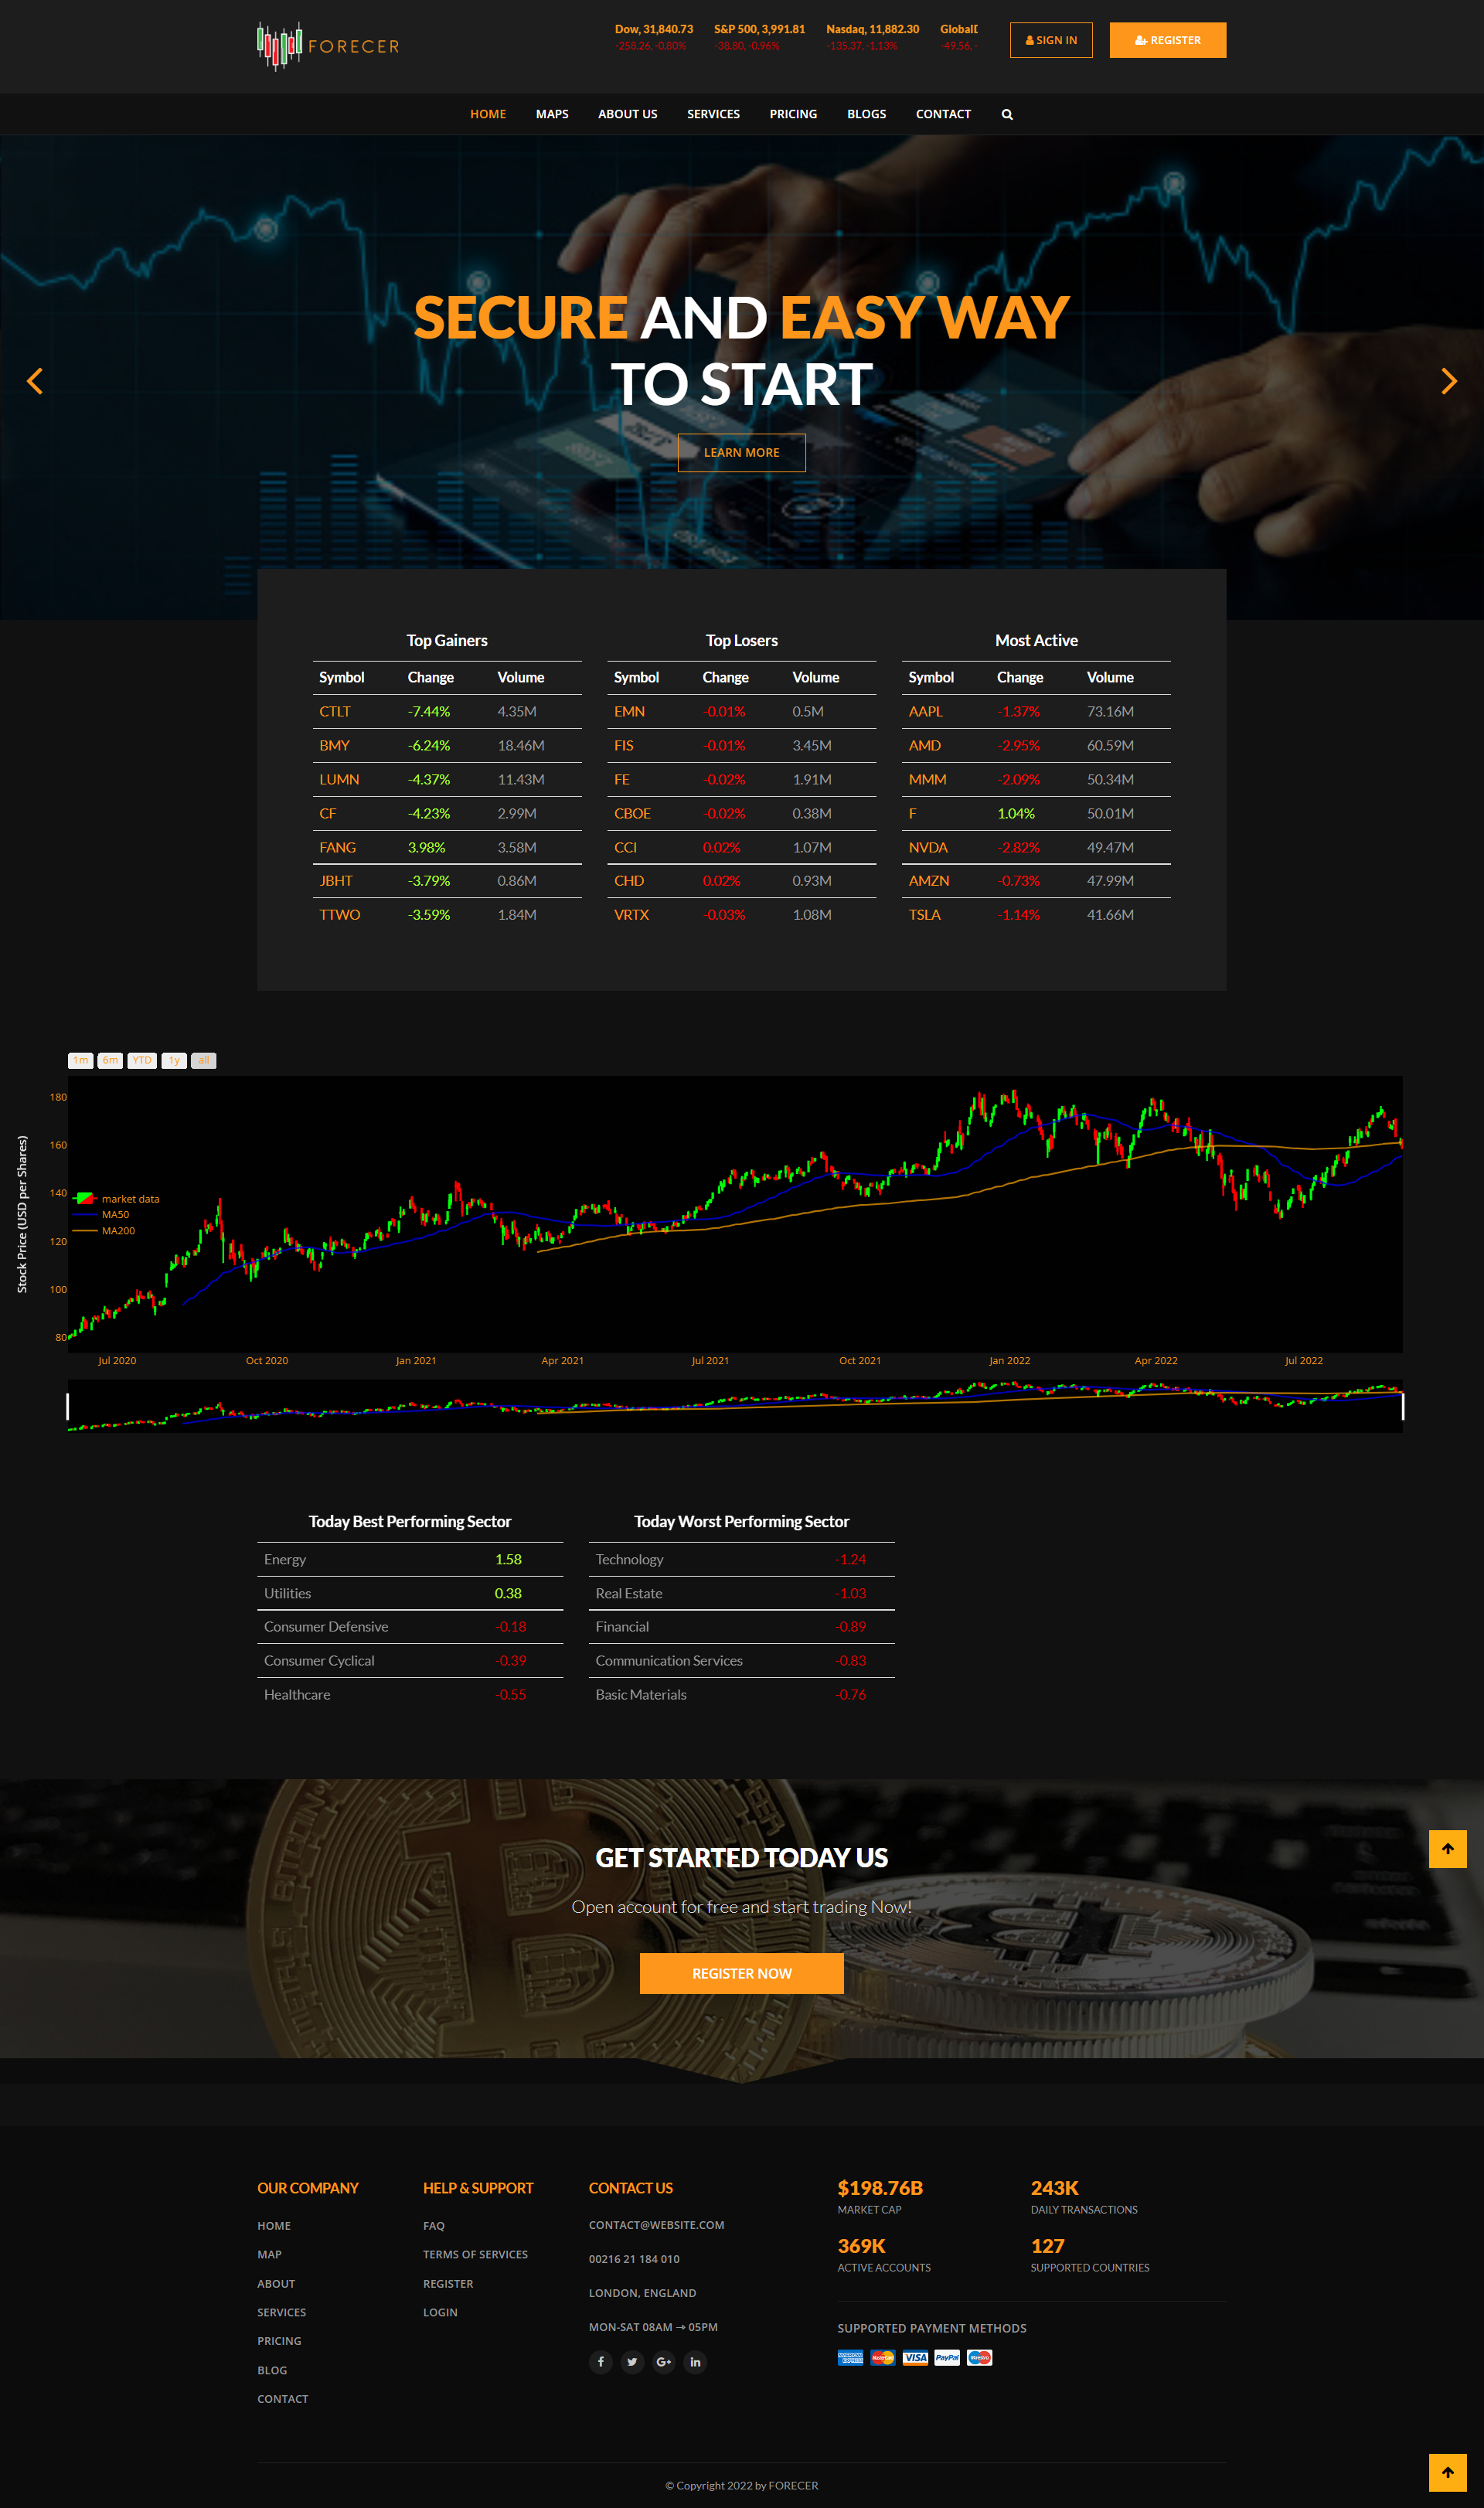 FORECER
Dow, 31,840.73 S&P 500, 3,991.81 Nasdaq, 11,882.30
-258.26, -0.80% -38.80, -0.96% -135.37, -1.13% -49.56, -
SIGN IN
REGISTER
HOME MAPS ABOUT US SERVICES PRICING BLOGS CONTACT
SECURE AND EASY WAY
TO START
LEARN MORE
Top Gainers
Symbol Change Volume
CTLT -7.44% 4.35M
BMY -6.24% 18.46M
LUMN -4.37% 11.43M
CF -4.23% 2.99M
FANG 3.98% 3.58M
JBHT -3.79% 0.86M
TTWO -3.59% 1.84M
Top Losers
Symbol Change Volume
EMN -0.01% 0.5M
FIS -0.01% 3.45M
FE -0.02% 1.91M
CBOE -0.02% 0.38M
CCI 0.02% 1.07M
CHD 0.02% 0.93M
VRTX -0.03% 1.08M
Most Active
Symbol Change Volume
AAPL -1.37% 73.16M
AMD -2.95% 60.59M
MMM -2.09% 50.34M
F 1.04% 50.01M
NVDA -2.82% 49.47M
AMZN -0.73% 47.99M
TSLA -1.14% 41.66M
1m 6m YTD 1y all
Stock Price (USD per Shares)
180
160
140
120
100
80
market data
MA50
MA200
Jul 2020 Oct 2020 Jan 2021 Apr 2021 Jul 2021 Oct 2021 Jan 2022 Apr 2022 Jul 2022
Today Best Performing Sector
Energy 1.58
Utilities 0.38
Consumer Defensive -0.18
Consumer Cyclical -0.39
Healthcare -0.55
Today Worst Performing Sector
Technology -1.24
Real Estate -1.03
Financial -0.89
Communication Services -0.83
Basic Materials -0.76
GET STARTED TODAY US
Open account for free and start trading Now!
REGISTER NOW
OUR COMPANY
HOME
MAP
ABOUT
SERVICES
PRICING
BLOG
CONTACT
HELP & SUPPORT
FAQ
TERMS OF SERVICES
REGISTER
LOGIN
CONTACT US
CONTACT@WEBSITE.COM
00216 21 184 010
LONDON, ENGLAND
MON-SAT 08AM ⇾ 05PM
$198.76B
MARKET CAP
243K
DAILY TRANSACTIONS
369K
ACTIVE ACCOUNTS
127
SUPPORTED COUNTRIES
SUPPORTED PAYMENT METHODS
AMERICAN EXPRESS MasterCard VISA PayPal Maestro
© Copyright 2022 by FORECER